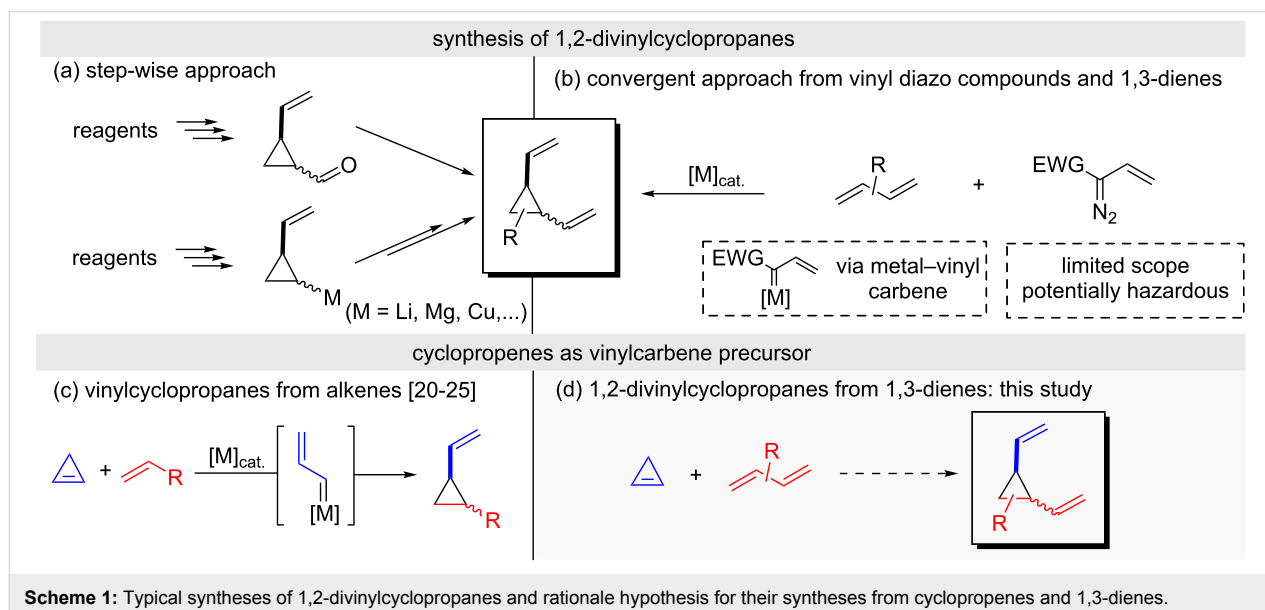 synthesis of 1,2-divinylcyclopropanes
(a) step-wise approach
reagents
O
reagents
M
(M = Li, Mg, Cu,...)
R
(b) convergent approach from vinyl diazo compounds and 1,3-dienes
[M]cat.
R
+
EWG
N2
EWG
[M]
via metal–vinyl
carbene
limited scope
potentially hazardous
cyclopropenes as vinylcarbene precursor
(c) vinylcyclopropanes from alkenes [20-25]
+
R
[M]cat.
[M]
R
(d) 1,2-divinylcyclopropanes from 1,3-dienes: this study
+
R
R
Scheme 1: Typical syntheses of 1,2-divinylcyclopropanes and rationale hypothesis for their syntheses from cyclopropenes and 1,3-dienes.